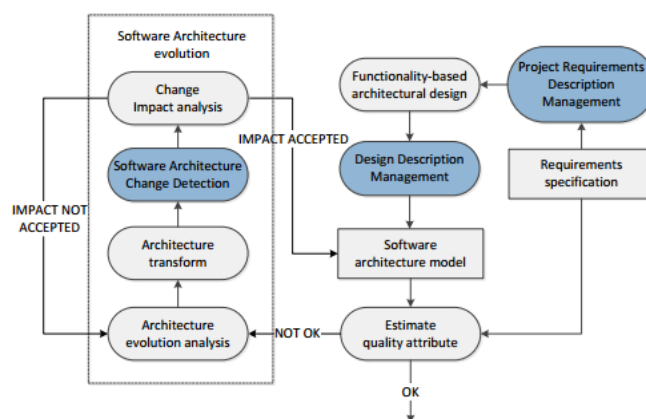 Software Architecture
evolution
Change
Impact analysis
Functionality-based
architectural design
Project Requirements
Description
Management
IMPACT ACCEPTED
Software Architecture
Change Detection
Design Description
Management
Requirements
specification
IMPACT NOT
ACCEPTED
Architecture
transform
Software
architecture model
Architecture
evolution analysis
NOT OK
Estimate
quality attribute
OK